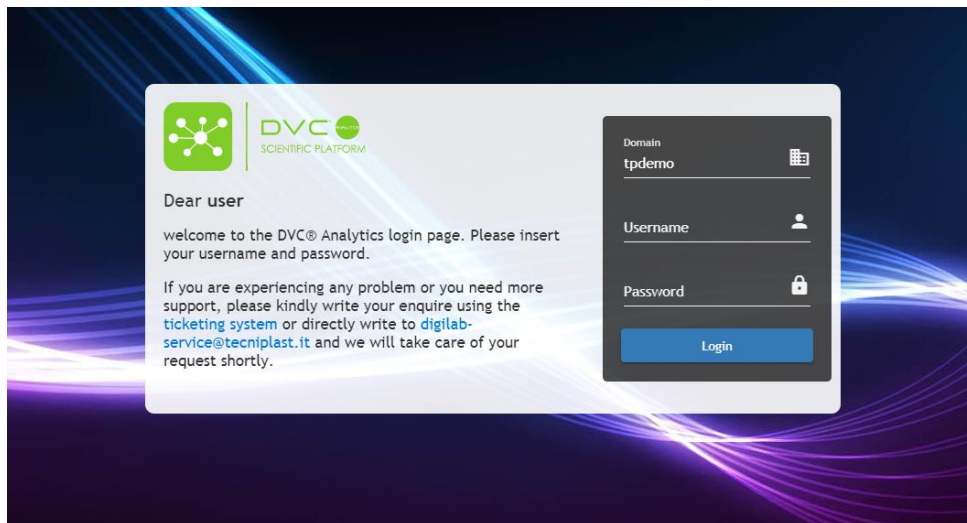 DVC ANALYTICS
SCIENTIFIC PLATFORM
Dear user
welcome to the DVC® Analytics login page. Please insert
your username and password.
If you are experiencing any problem or you need more
support, please kindly write your enquire using the
ticketing system or directly write to digilab-
service@tecniplast.it and we will take care of your
request shortly.
Domain
tpdemo
Username
Password
Login